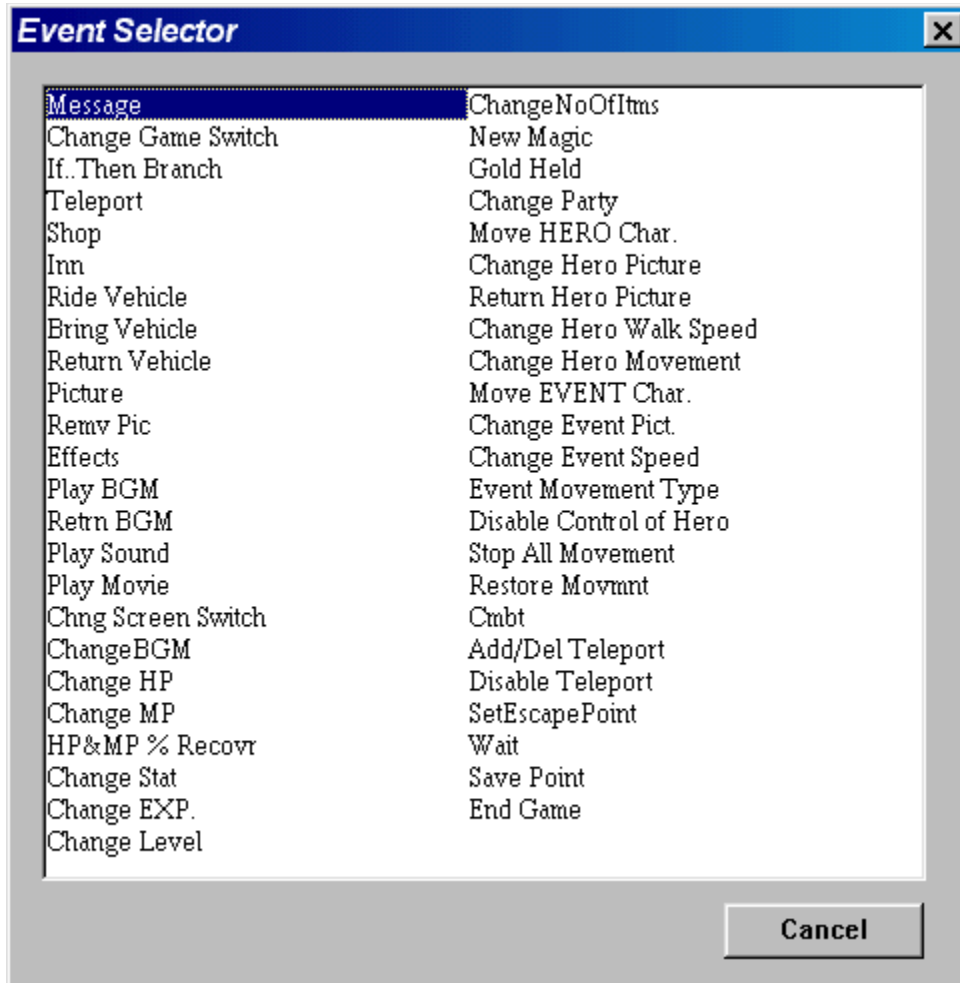 Event Selector
Message
Change Game Switch
If..Then Branch
Teleport
Shop
Inn
Ride Vehicle
Bring Vehicle
Return Vehicle
Picture
Remv Pic
Effects
Play BGM
Retrn BGM
Play Sound
Play Movie
Chng Screen Switch
ChangeBGM
Change HP
Change MP
HP&MP % Recovr
Change Stat
Change EXP.
Change Level
ChangeNoOfItms
New Magic
Gold Held
Change Party
Move HERO Char.
Change Hero Picture
Return Hero Picture
Change Hero Walk Speed
Change Hero Movement
Move EVENT Char.
Change Event Pict.
Change Event Speed
Event Movement Type
Disable Control of Hero
Stop All Movement
Restore Movmnt
Cmbt
Add/Del Teleport
Disable Teleport
SetEscapePoint
Wait
Save Point
End Game
Cancel